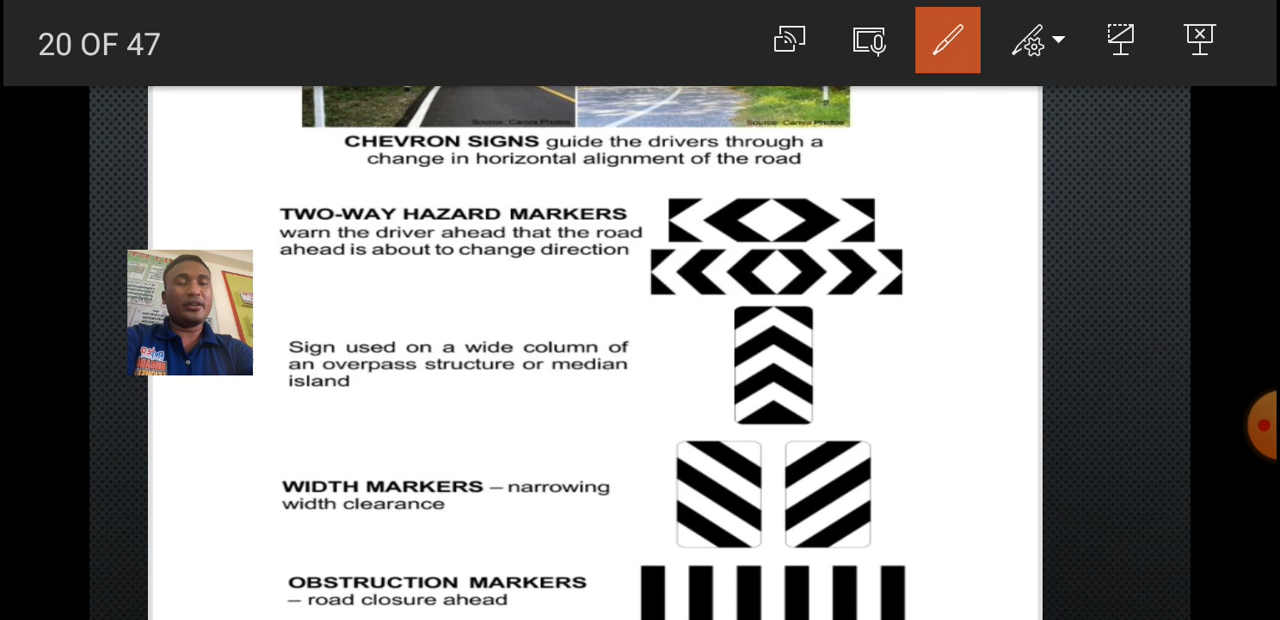 20 OF 47
Source: Canva Photos
Source: Canva Photos
CHEVRON SIGNS guide the drivers through a
change in horizontal alignment of the road
TWO-WAY HAZARD MARKERS
warn the driver ahead that the road
ahead is about to change direction
Sign used on a wide column of
an overpass structure or median
island
WIDTH MARKERS – narrowing
width clearance
OBSTRUCTION MARKERS
– road closure ahead